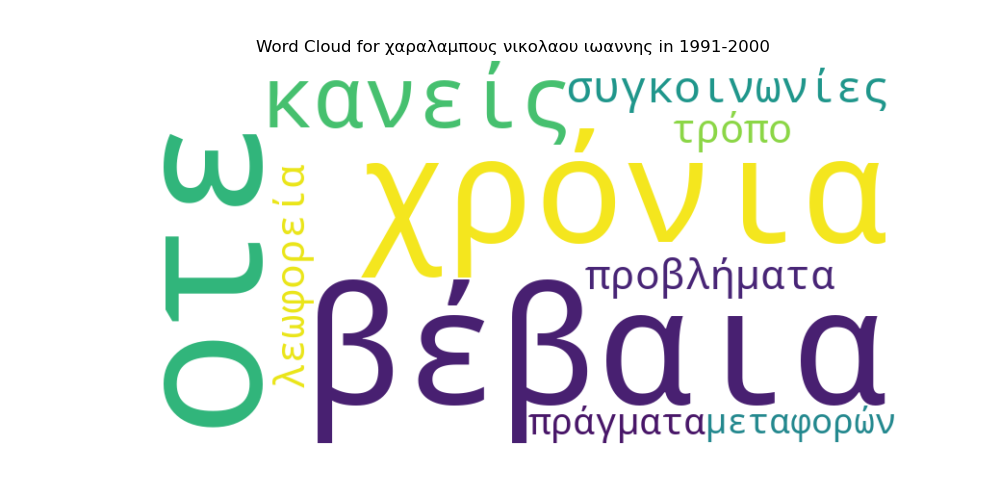 Word Cloud for χαραλαμπους νικολαου ιωαννης in 1991-2000
κανείς
συγκοινωνίες
τρόπο
οτε
λεωφορεία
χρόνια
προβλήματα
βέβαια
πράγματα
μεταφορών